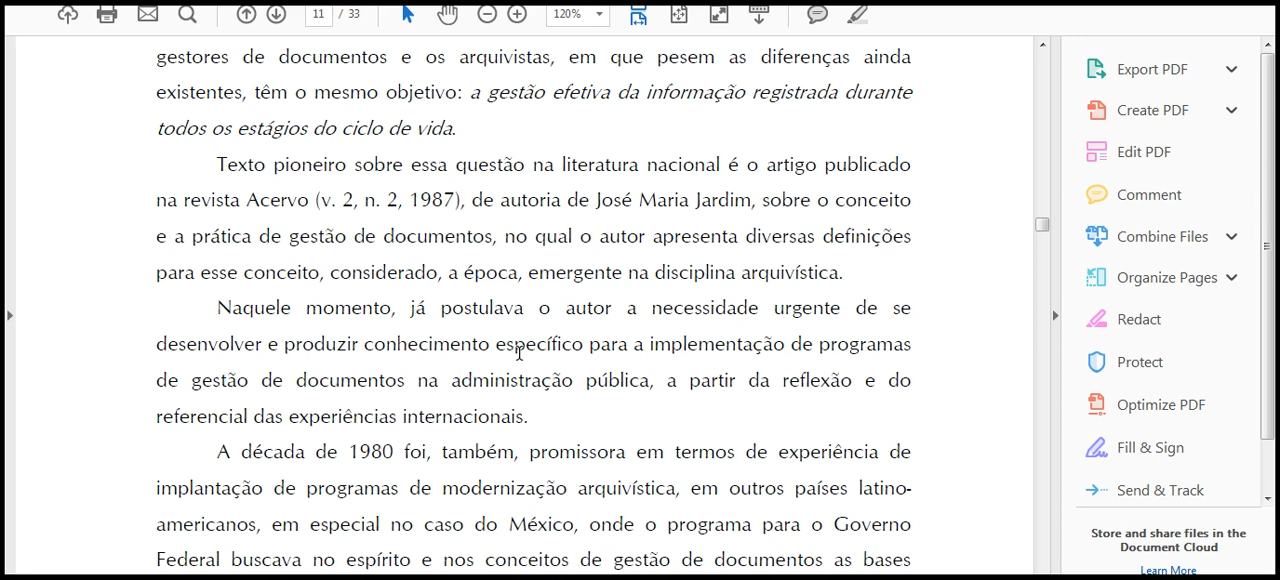 11 / 33
120%
gestores de documentos e os arquivistas, em que pesem as diferenças ainda
existentes, têm o mesmo objetivo: a gestão efetiva da informação registrada durante
todos os estágios do ciclo de vida.
Texto pioneiro sobre essa questão na literatura nacional é o artigo publicado
na revista Acervo (v. 2, n. 2, 1987), de autoria de José Maria Jardim, sobre o conceito
e a prática de gestão de documentos, no qual o autor apresenta diversas definições
para esse conceito, considerado, a época, emergente na disciplina arquivística.
Naquele momento, já postulava o autor a necessidade urgente de se
desenvolver e produzir conhecimento específico para a implementação de programas
de gestão de documentos na administração pública, a partir da reflexão e do
referencial das experiências internacionais.
A década de 1980 foi, também, promissora em termos de experiência de
implantação de programas de modernização arquivística, em outros países latino-
americanos, em especial no caso do México, onde o programa para o Governo
Federal buscava no espírito e nos conceitos de gestão de documentos as bases
Export PDF
Create PDF
Edit PDF
Comment
Combine Files
Organize Pages
Redact
Protect
Optimize PDF
Fill & Sign
Send & Track
Store and share files in the
Document Cloud
Learn More